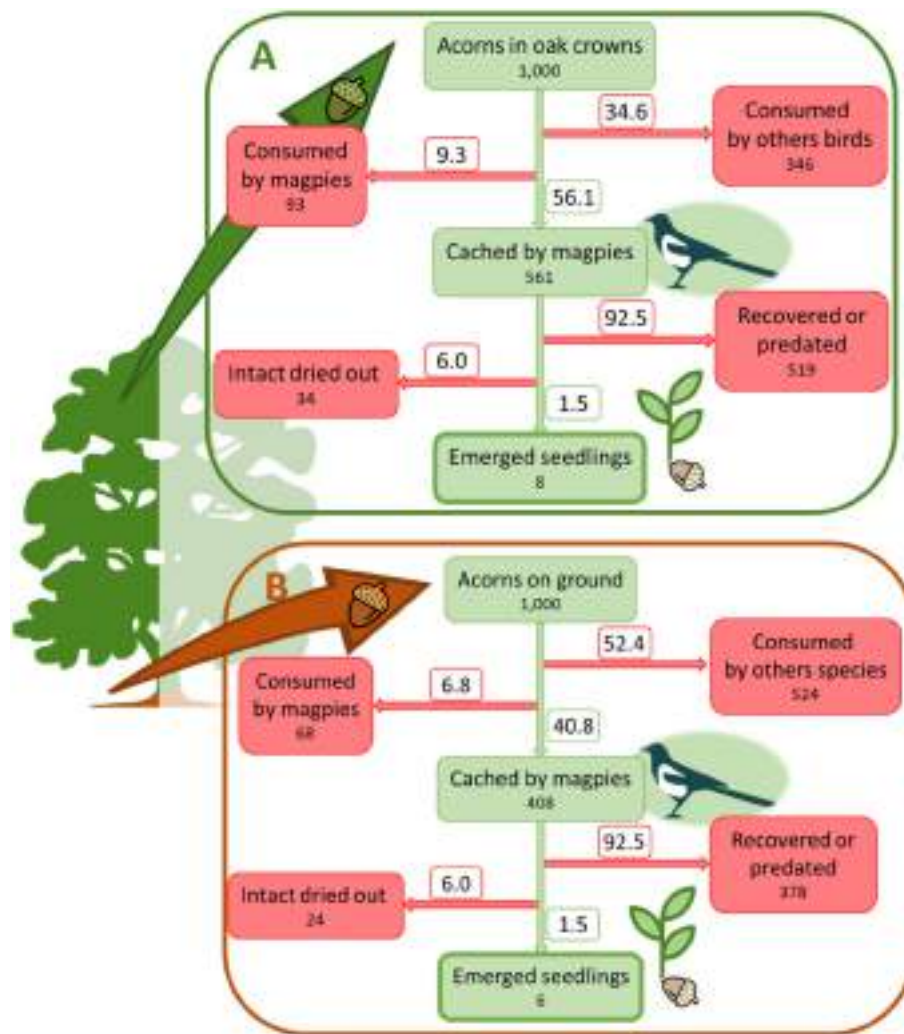 A
Acorns in oak crowns
1,000
34.6
Consumed
by others birds
346
9.3
Consumed
by magpies
93
56.1
Cached by magpies
561
92.5
Recovered or
predated
519
6.0
Intact dried out
34
1.5
Emerged seedlings
8
B
Acorns on ground
1,000
52.4
Consumed
by others species
524
6.8
Consumed
by magpies
68
40.8
Cached by magpies
408
92.5
Recovered or
predated
378
6.0
Intact dried out
24
1.5
Emerged seedlings
6